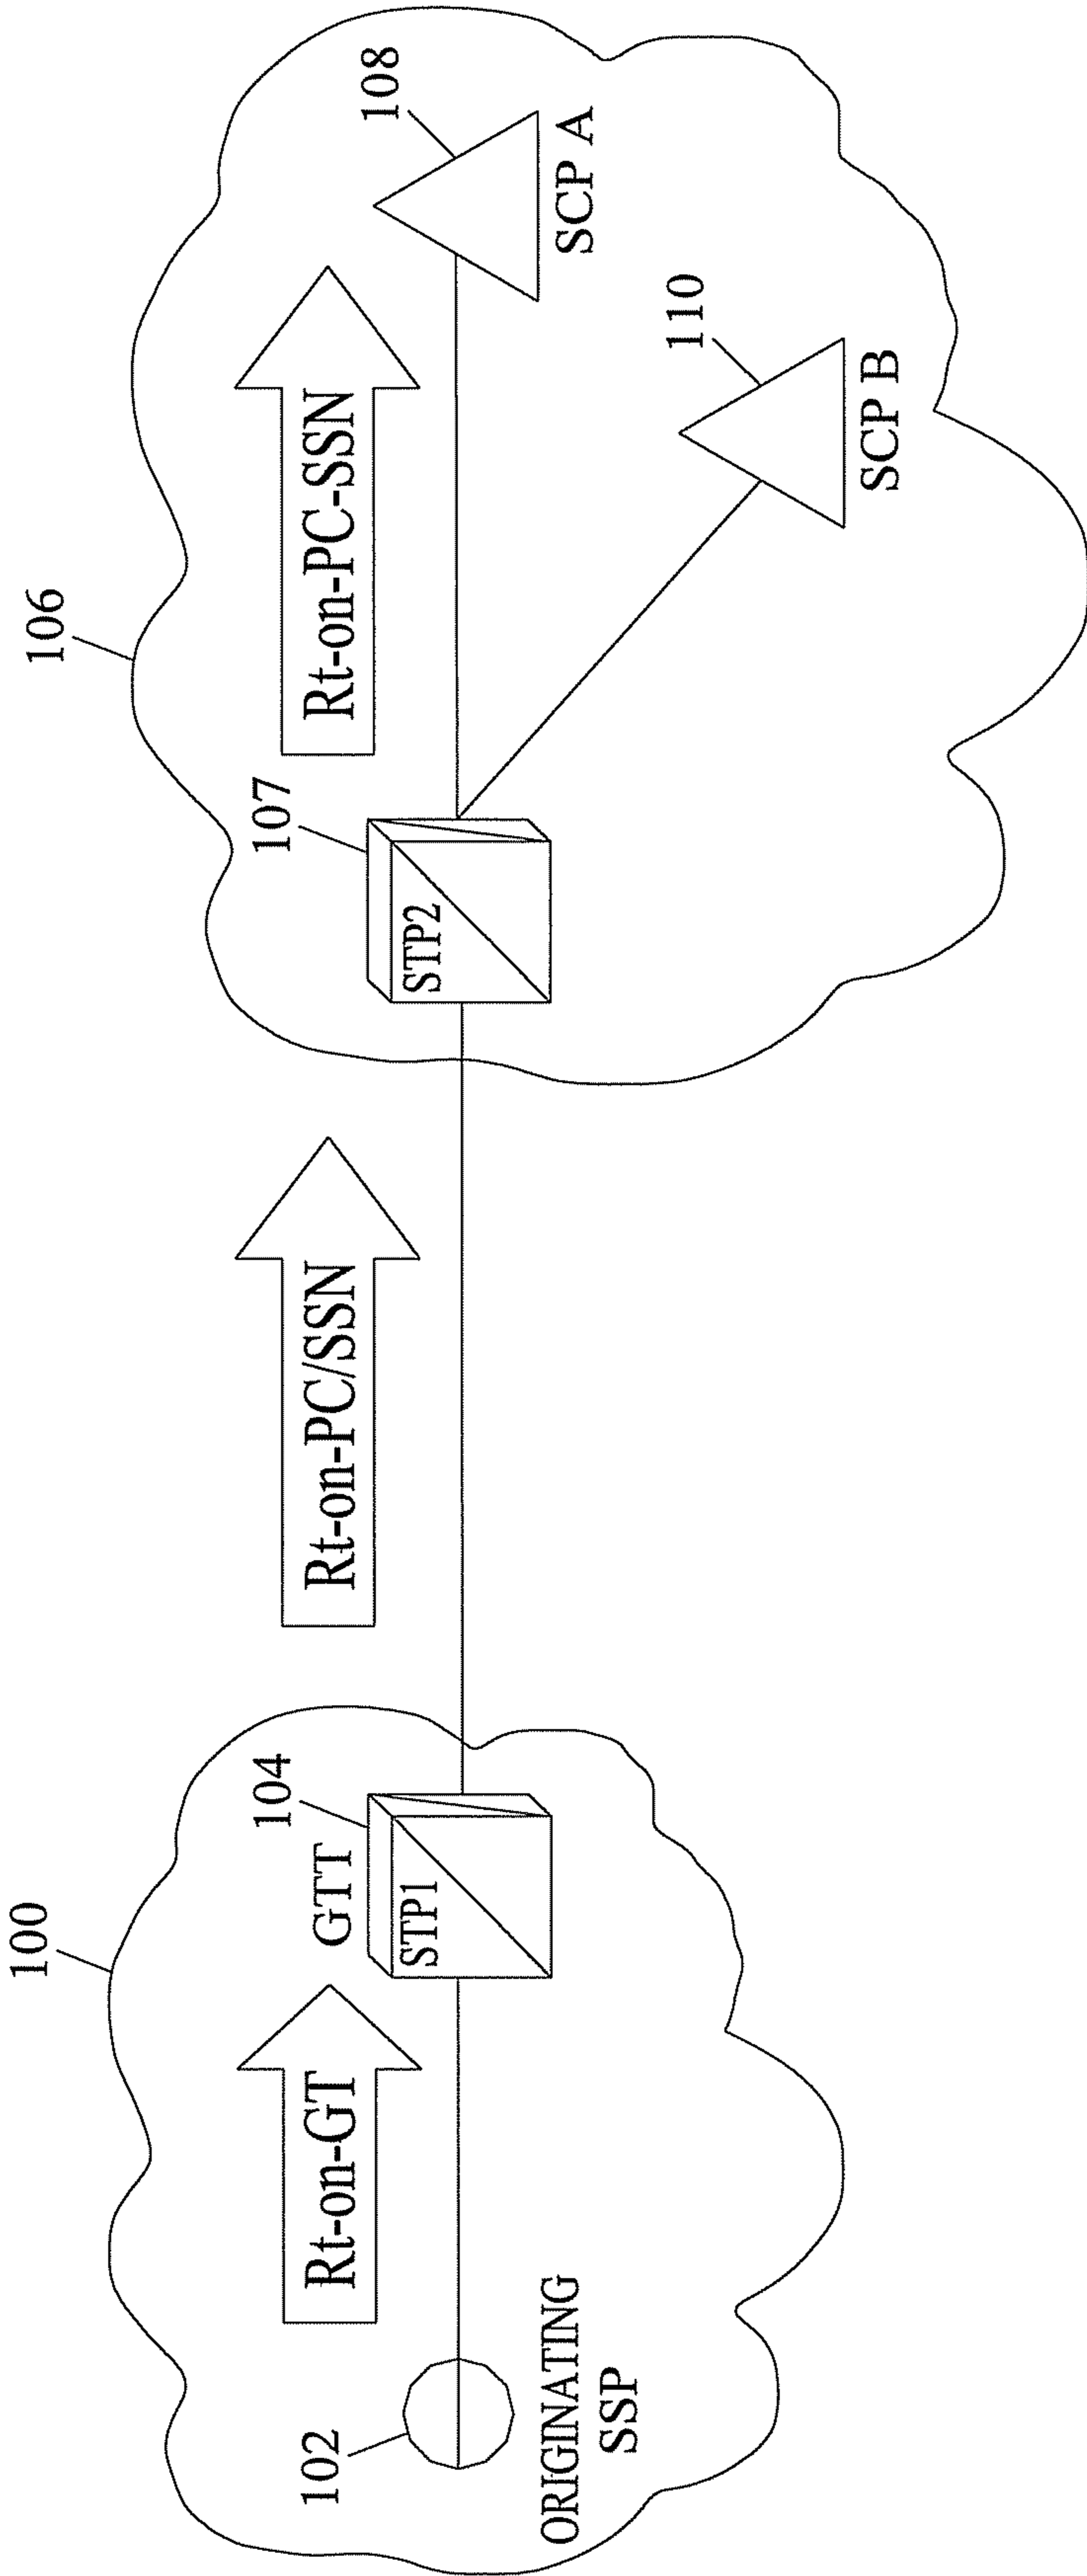 100
106
102
ORIGINATING
SSP
Rt-on-GT
GTT
104
STP1
Rt-on-PC/SSN
107
STP2
Rt-on-PC-SSN
108
SCP A
110
SCP B